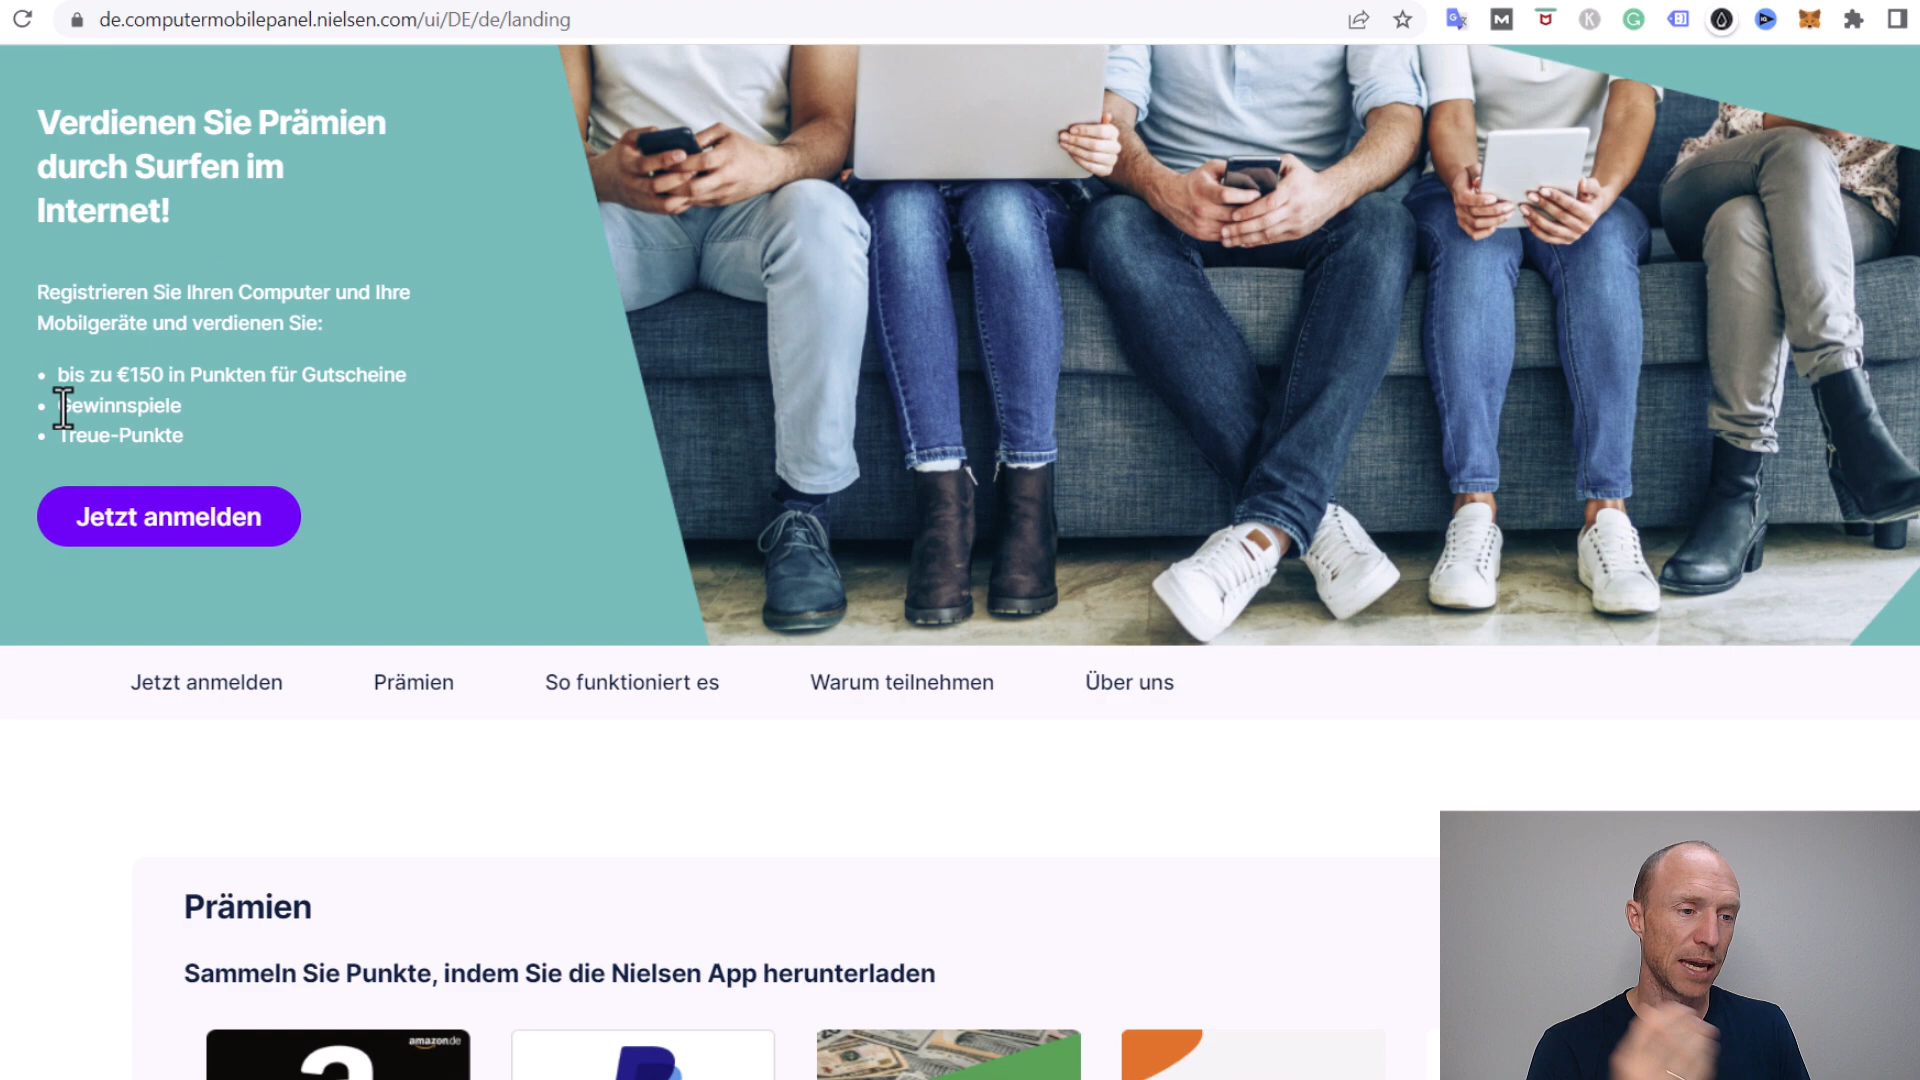 de.computermobilepanel.nielsen.com/ui/DE/de/landing
Verdienen Sie Prämien
durch Surfen im
Internet!
Registrieren Sie Ihren Computer und Ihre
Mobilgeräte und verdienen Sie:
• bis zu €150 in Punkten für Gutscheine
• Gewinnspiele
• Treue-Punkte
Jetzt anmelden
Jetzt anmelden Prämien So funktioniert es Warum teilnehmen Über uns
Prämien
Sammeln Sie Punkte, indem Sie die Nielsen App herunterladen
amazon.de